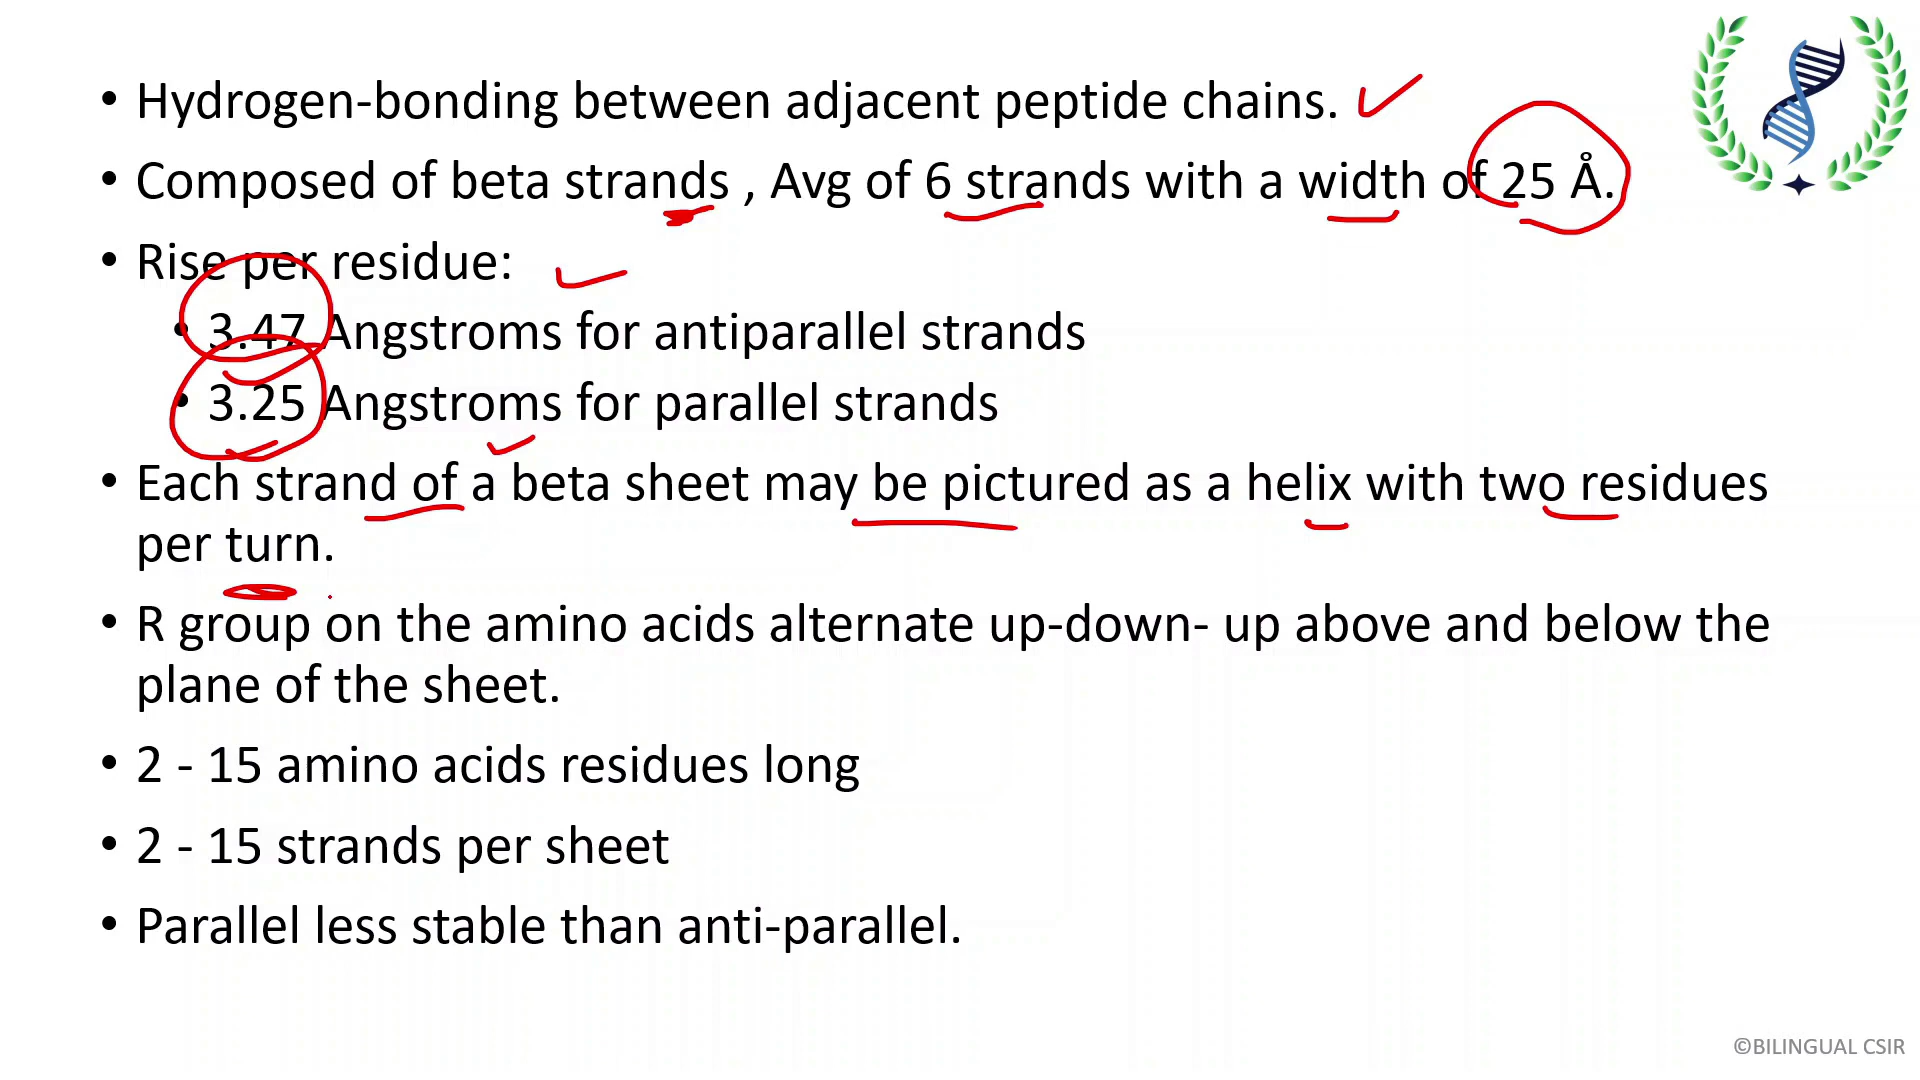 • Hydrogen-bonding between adjacent peptide chains.
• Composed of beta strands , Avg of 6 strands with a width of 25 Å.
• Rise per residue:
• 3.47 Angstroms for antiparallel strands
• 3.25 Angstroms for parallel strands
• Each strand of a beta sheet may be pictured as a helix with two residues
per turn.
• R group on the amino acids alternate up-down- up above and below the
plane of the sheet.
• 2 - 15 amino acids residues long
• 2 - 15 strands per sheet
• Parallel less stable than anti-parallel.
©BILINGUAL CSIR